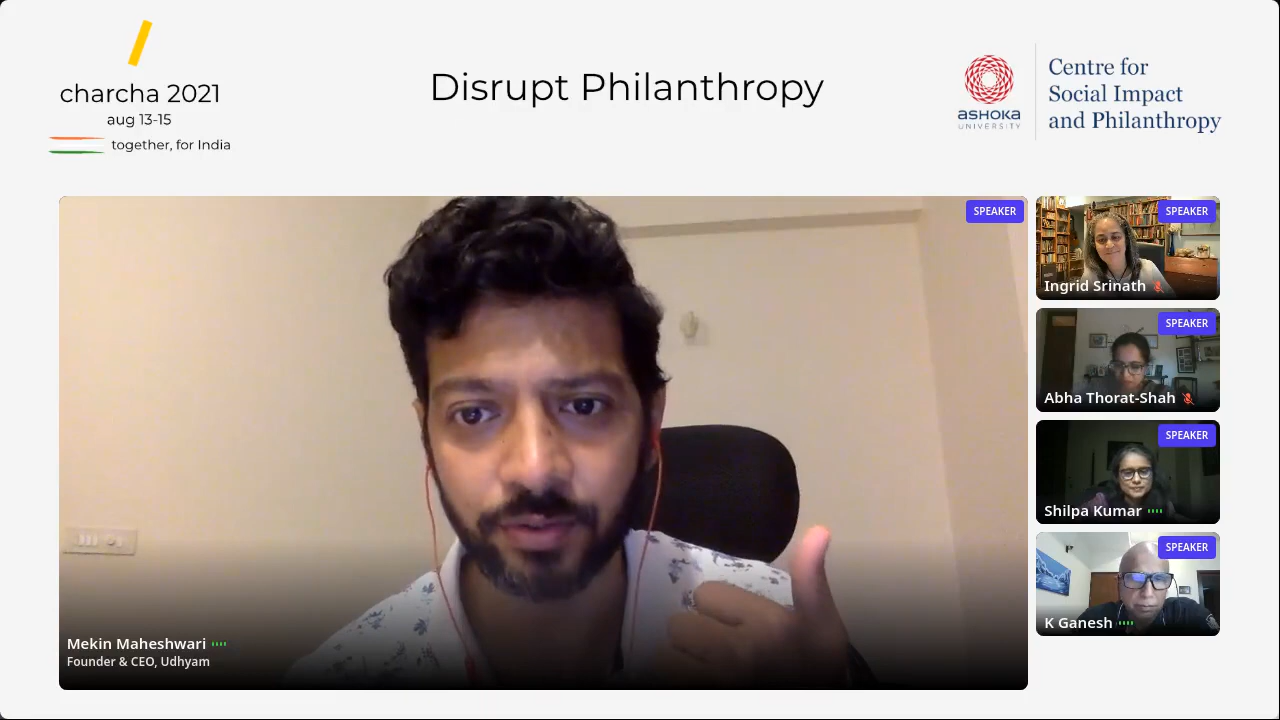 charcha 2021
aug 13-15
together, for India
Disrupt Philanthropy
ASHOKA
UNIVERSITY
Centre for
Social Impact
and Philanthropy
SPEAKER
Mekin Maheshwari
Founder & CEO, Udhyam
SPEAKER
Ingrid Srinath
SPEAKER
Abha Thorat-Shah
SPEAKER
Shilpa Kumar
SPEAKER
K Ganesh